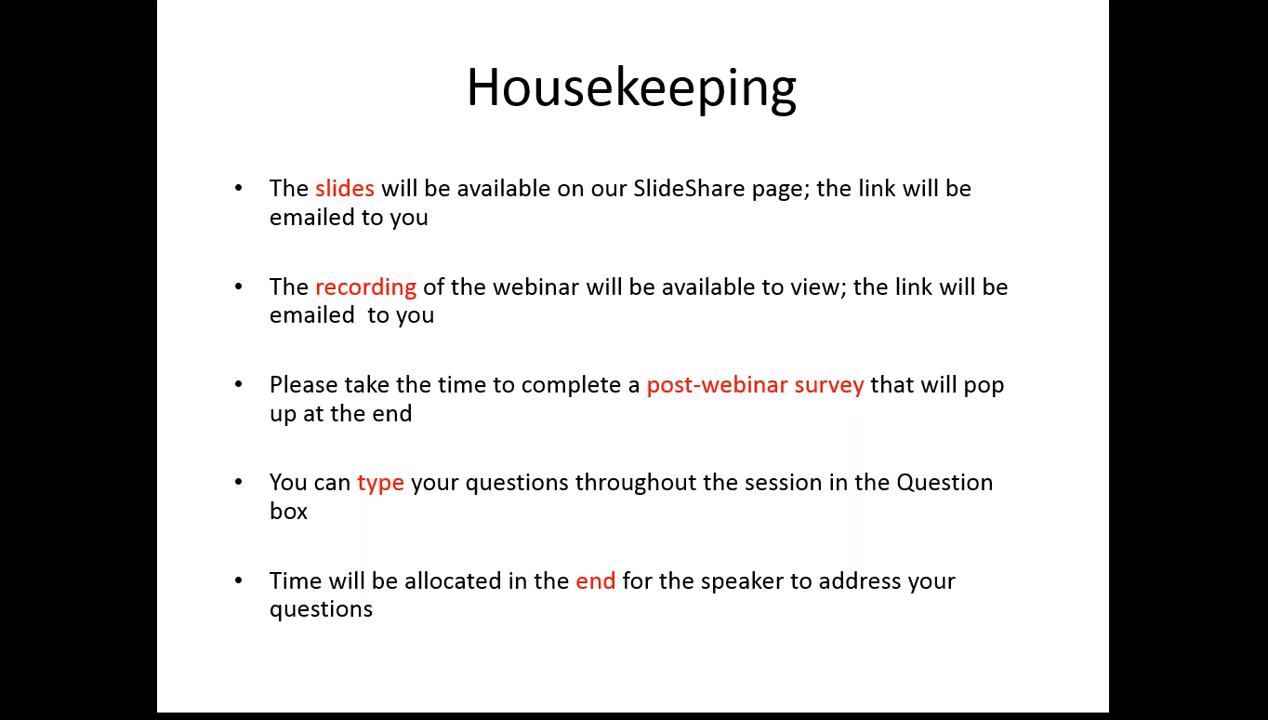 Housekeeping
• The slides will be available on our SlideShare page; the link will be
emailed to you
• The recording of the webinar will be available to view; the link will be
emailed  to you
• Please take the time to complete a post-webinar survey that will pop
up at the end
• You can type your questions throughout the session in the Question
box
• Time will be allocated in the end for the speaker to address your
questions